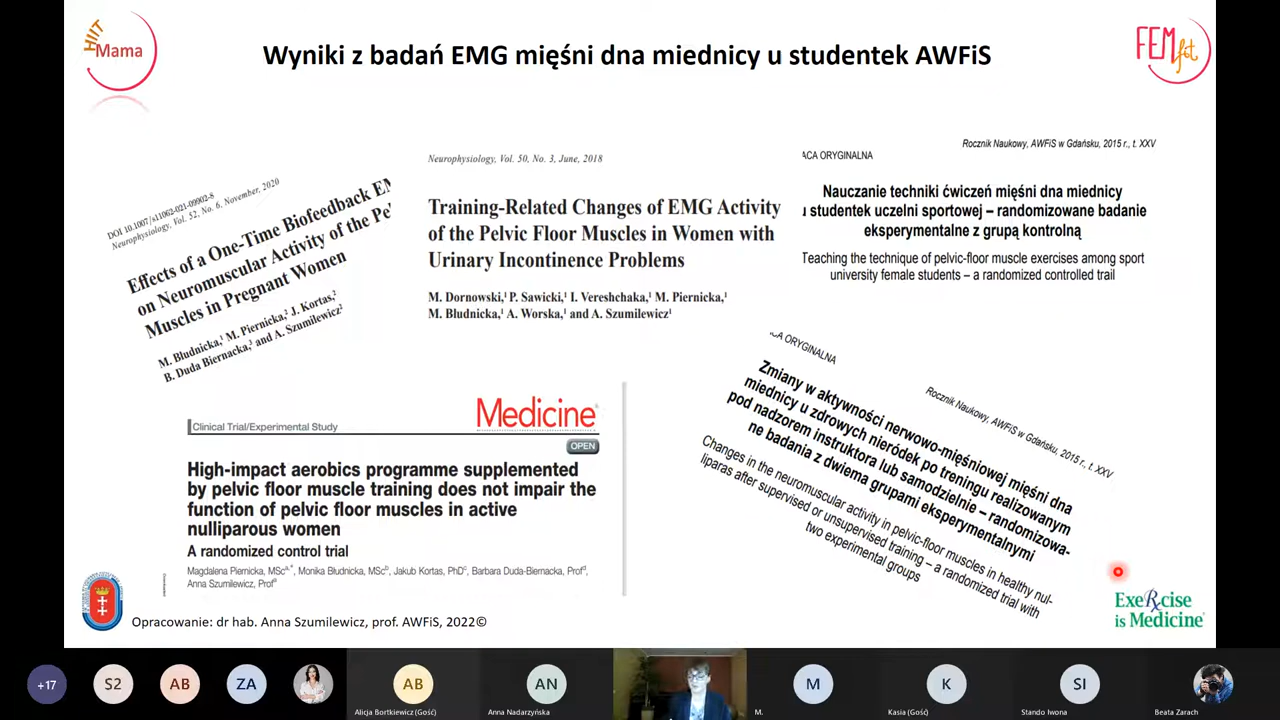 HIIT
Mama
Wyniki z badań EMG mięśni dna miednicy u studentek AWFiS
FEM
fit
DOI 10.1007/s11062-021-09902-8
Neurophysiology, Vol. 52, No. 6, November, 2020
Effects of a One-Time Biofeedback EM
on Neuromuscular Activity of the Pel
Muscles in Pregnant Women
M. Błudnicka,¹ M. Piernicka,² J. Kortas,²
B. Duda Biernacka,³ and A. Szumilewicz²
Neurophysiology, Vol. 50, No. 3, June, 2018
Training-Related Changes of EMG Activity
of the Pelvic Floor Muscles in Women with
Urinary Incontinence Problems
M. Dornowski,¹ P. Sawicki,¹ I. Vereshchaka,¹ M. Piernicka,¹
M. Błudnicka,¹ A. Worska,¹ and A. Szumilewicz¹
Rocznik Naukowy, AWFiS w Gdańsku, 2015 r., t. XXV
ACA ORYGINALNA
Nauczanie techniki ćwiczeń mięśni dna miednicy
u studentek uczelni sportowej – randomizowane badanie
eksperymentalne z grupą kontrolną
Teaching the technique of pelvic-floor muscle exercises among sport
university female students – a randomized controlled trail
Medicine
OPEN
Clinical Trial/Experimental Study
High-impact aerobics programme supplemented
by pelvic floor muscle training does not impair the
function of pelvic floor muscles in active
nulliparous women
A randomized control trial
Magdalena Piernicka, MSc, Monika Błudnicka, MSc, Jakub Kortas, PhD, Barbara Duda-Biernacka, Prof,
Anna Szumilewicz, Prof
ACA ORYGINALNA
Rocznik Naukowy, AWFiS w Gdańsku, 2015 r., t. XXV
Zmiany w aktywności nerwowo-mięśniowej mięśni dna
miednicy u zdrowych nieródek po treningu realizowanym
pod nadzorem instruktora lub samodzielnie – randomizowa-
ne badania z dwiema grupami eksperymentalnymi
Changes in the neuromuscular activity in pelvic-floor muscles in healthy nul-
liparas after supervised or unsupervised training – a randomized trial with
two experimental groups
Opracowanie: dr hab. Anna Szumilewicz, prof. AWFiS, 2022©
ExeRxcise
is Medicine
+17
S2
AB
ZA
AB
AN
M
K
SI
Alicja Bortkiewicz (Gość)
Anna Nadarzyńska
M.
Kasia (Gość)
Stando Iwona
Beata Zarach